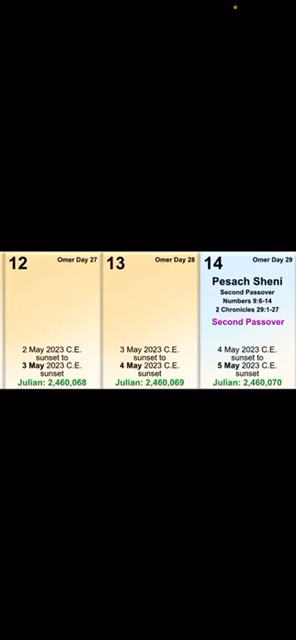 12 Omer Day 27
2 May 2023 C.E.
sunset to
3 May 2023 C.E.
sunset
Julian: 2,460,068
13 Omer Day 28
3 May 2023 C.E.
sunset to
4 May 2023 C.E.
sunset
Julian: 2,460,069
14 Omer Day 29
Pesach Sheni
Second Passover
Numbers 9:6-14
2 Chronicles 29:1-27
Second Passover
4 May 2023 C.E.
sunset to
5 May 2023 C.E.
sunset
Julian: 2,460,070